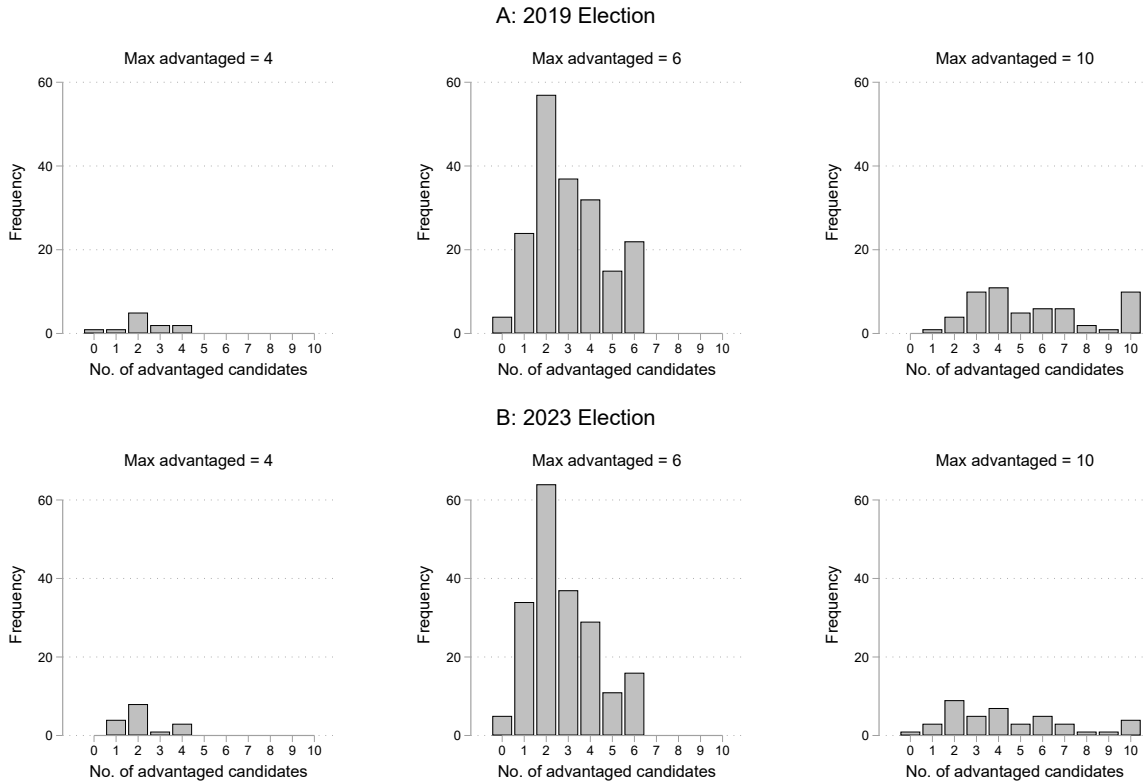 A: 2019 Election
Max advantaged = 4
60
40
20
0
Frequency
0 1 2 3 4 5 6 7 8 9 10
No. of advantaged candidates
Max advantaged = 6
60
40
20
0
Frequency
0 1 2 3 4 5 6 7 8 9 10
No. of advantaged candidates
Max advantaged = 10
60
40
20
0
Frequency
0 1 2 3 4 5 6 7 8 9 10
No. of advantaged candidates
B: 2023 Election
Max advantaged = 4
60
40
20
0
Frequency
0 1 2 3 4 5 6 7 8 9 10
No. of advantaged candidates
Max advantaged = 6
60
40
20
0
Frequency
0 1 2 3 4 5 6 7 8 9 10
No. of advantaged candidates
Max advantaged = 10
60
40
20
0
Frequency
0 1 2 3 4 5 6 7 8 9 10
No. of advantaged candidates